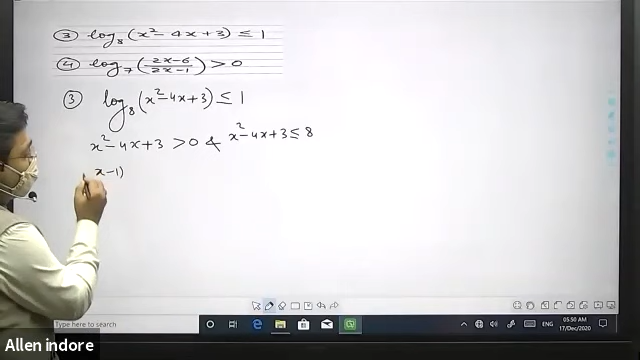 ③ log₈(x²-4x+3) ≤ 1
④ log₇((2x-6)/(2x-1)) > 0
③ log₈(x²-4x+3) ≤ 1
x²-4x+3 > 0 & x²-4x+3 ≤ 8
x-1)
Type here to search
ENG
05:50 AM
17/Dec/2020
Allen indore